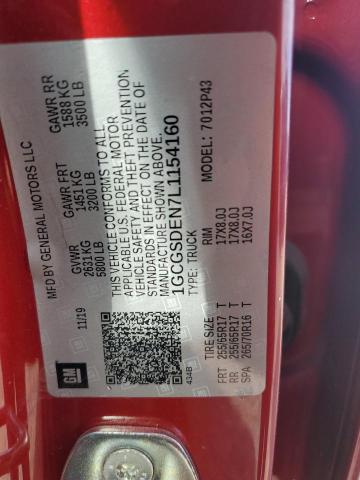 MFD BY GENERAL MOTORS LLC
11/19 GVWR GAWR FRT GAWR RR
2631 KG 1451 KG 1588 KG
5800 LB 3200 LB 3500 LB
THIS VEHICLE CONFORMS TO ALL
APPLICABLE U.S. FEDERAL MOTOR
VEHICLE SAFETY AND THEFT PREVENTION
STANDARDS IN EFFECT ON THE DATE OF
MANUFACTURE SHOWN ABOVE.
1GCGSDEN7L1154160
TYPE: TRUCK MODEL: 7012P43
TIRE SIZE RIM
FRT 255/65R17 T 17X8.0J
RR 255/65R17 T 17X8.0J
SPA 265/70R16 T 16X7.0J
GM
434B